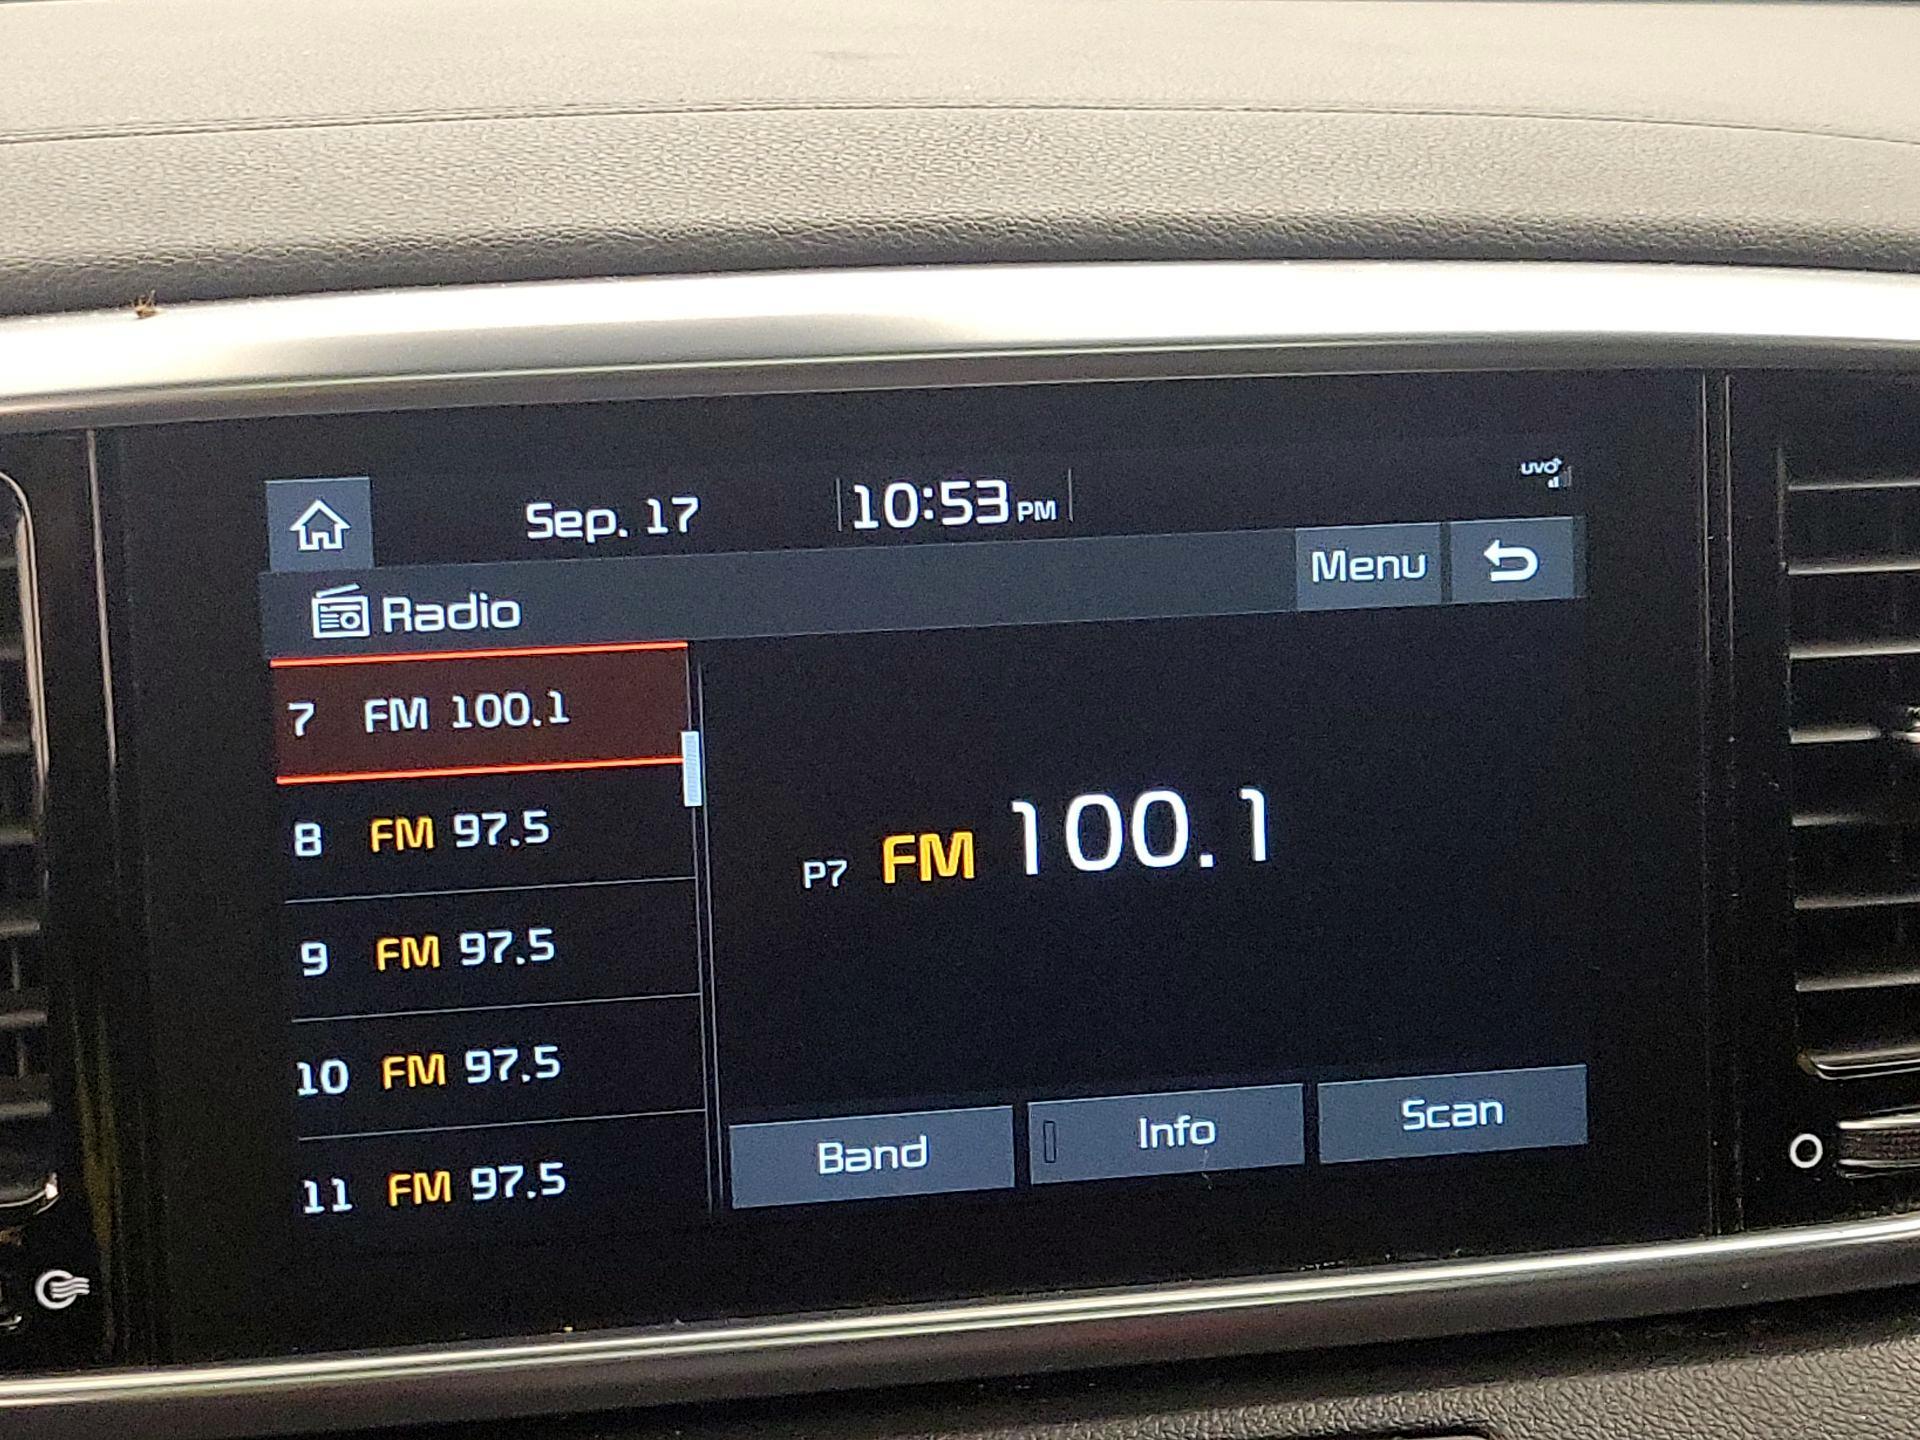 Sep. 17 10:53 PM UVO
Menu
Radio
7 FM 100.1
8 FM 97.5
9 FM 97.5
10 FM 97.5
11 FM 97.5
P7 FM 100.1
Band Info Scan